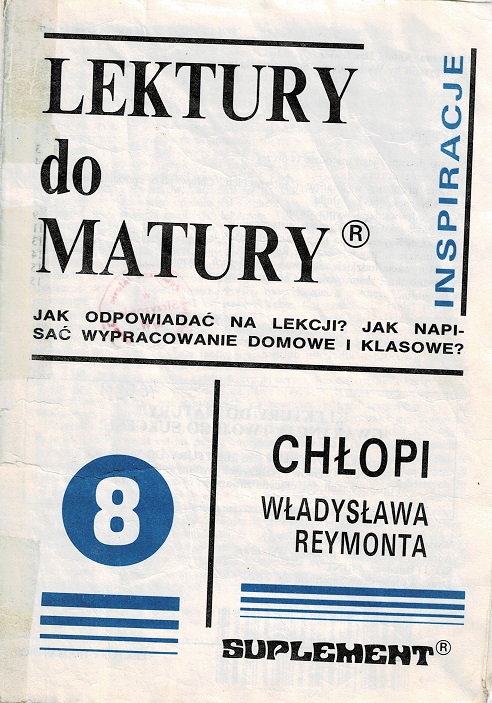 LEKTURY
do
MATURY®
INSPIRACJE
JAK ODPOWIADAĆ NA LEKCJI? JAK NAPI-
SAĆ WYPRACOWANIE DOMOWE I KLASOWE?
8
CHŁOPI
WŁADYSŁAWA
REYMONTA
SUPLEMENT®